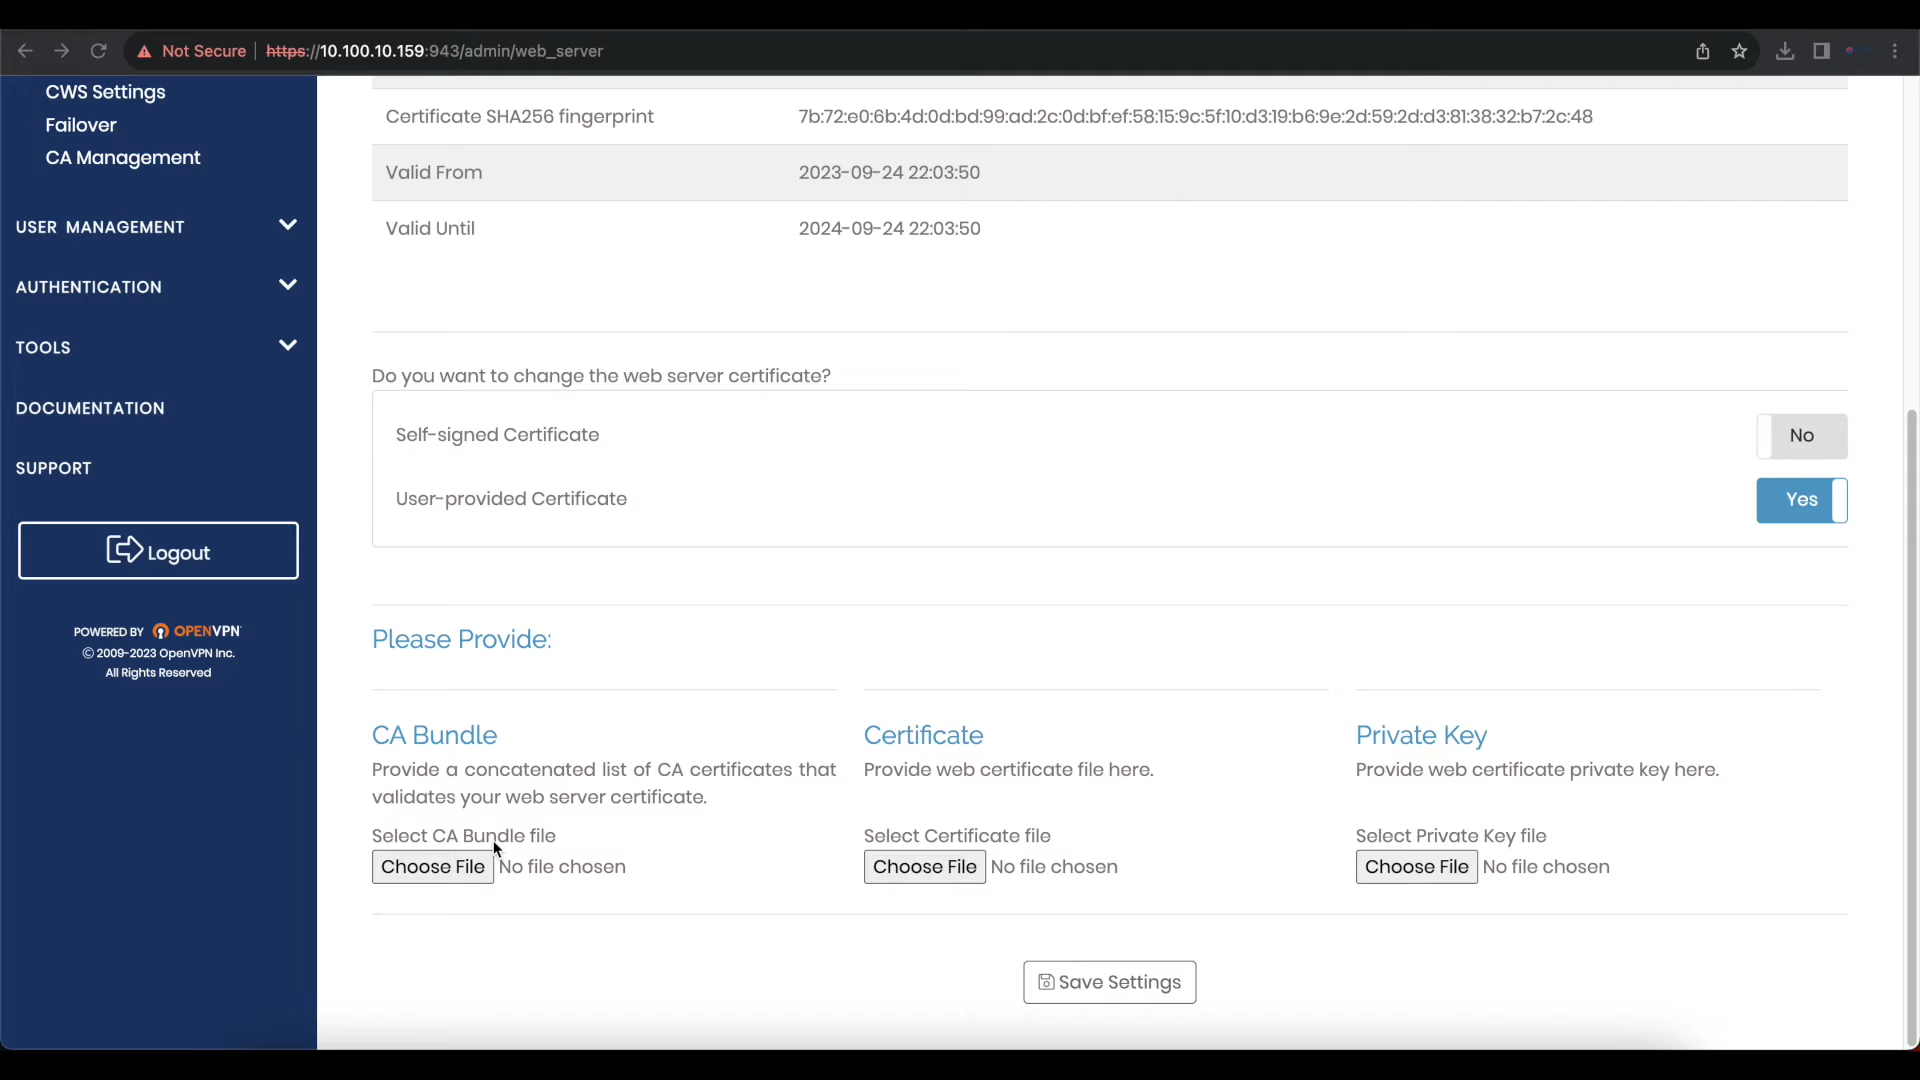 Not Secure https://10.100.10.159:943/admin/web_server
CWS Settings
Failover
CA Management
USER MANAGEMENT
AUTHENTICATION
TOOLS
DOCUMENTATION
SUPPORT
Logout
POWERED BY OPENVPN
© 2009-2023 OpenVPN Inc.
All Rights Reserved
Certificate SHA256 fingerprint 7b:72:e0:6b:4d:0d:bd:99:ad:2c:0d:bf:ef:58:15:9c:5f:10:d3:19:b6:9e:2d:59:2d:d3:81:38:32:b7:2c:48
Valid From 2023-09-24 22:03:50
Valid Until 2024-09-24 22:03:50
Do you want to change the web server certificate?
Self-signed Certificate No
User-provided Certificate Yes
Please Provide:
CA Bundle
Provide a concatenated list of CA certificates that
validates your web server certificate.
Select CA Bundle file
Choose File No file chosen
Certificate
Provide web certificate file here.
Select Certificate file
Choose File No file chosen
Private Key
Provide web certificate private key here.
Select Private Key file
Choose File No file chosen
Save Settings